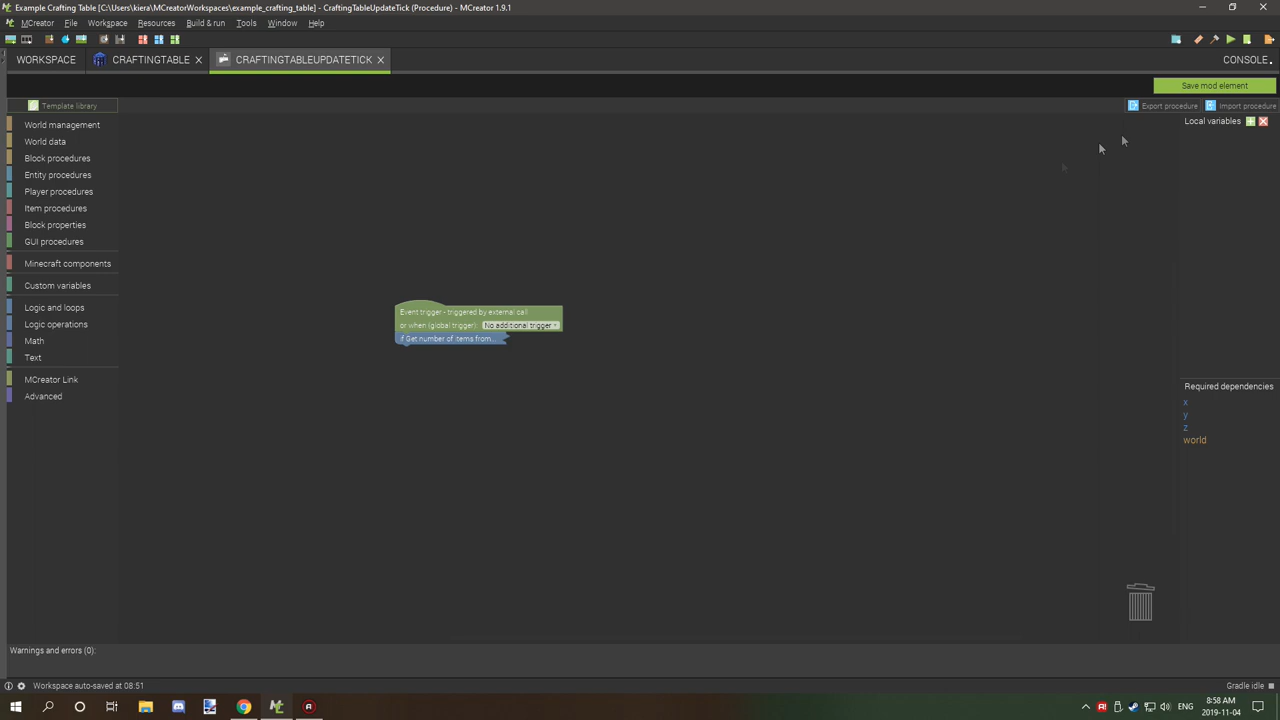 Example Crafting Table [C:\Users\kiera\MCreatorWorkspaces\example_crafting_table] - CraftingTableUpdateTick (Procedure) - MCreator 1.9.1
MCreator File Workspace Resources Build & run Tools Window Help
WORKSPACE CRAFTINGTABLE CRAFTINGTABLEUPDATETICK CONSOLE
Save mod element
Template library Export procedure Import procedure
World management
World data
Block procedures
Entity procedures
Player procedures
Item procedures
Block properties
GUI procedures
Minecraft components
Custom variables
Logic and loops
Logic operations
Math
Text
MCreator Link
Advanced
Event trigger - triggered by external call
or when (global trigger): No additional trigger
if Get number of items from...
Local variables
Required dependencies
x
y
z
world
Warnings and errors (0):
Workspace auto-saved at 08:51 Gradle idle
ENG 8:58 AM
2019-11-04